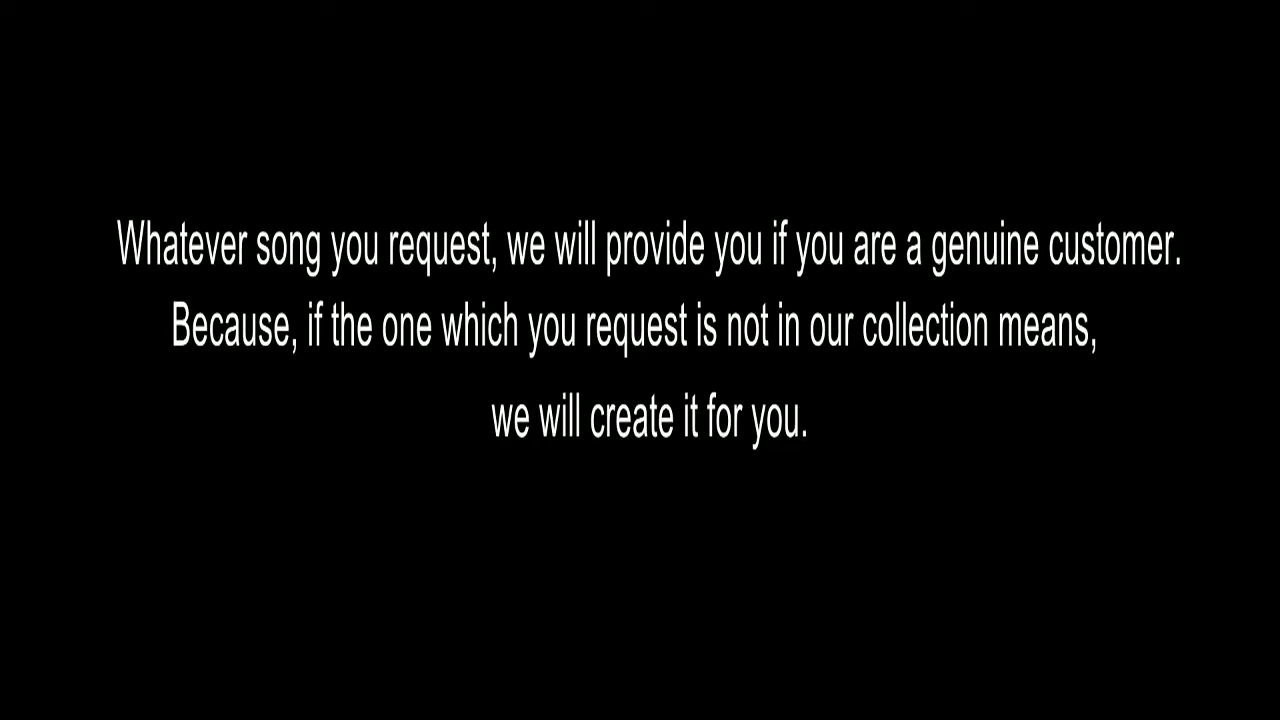 Whatever song you request, we will provide you if you are a genuine customer.
Because, if the one which you request is not in our collection means,
we will create it for you.